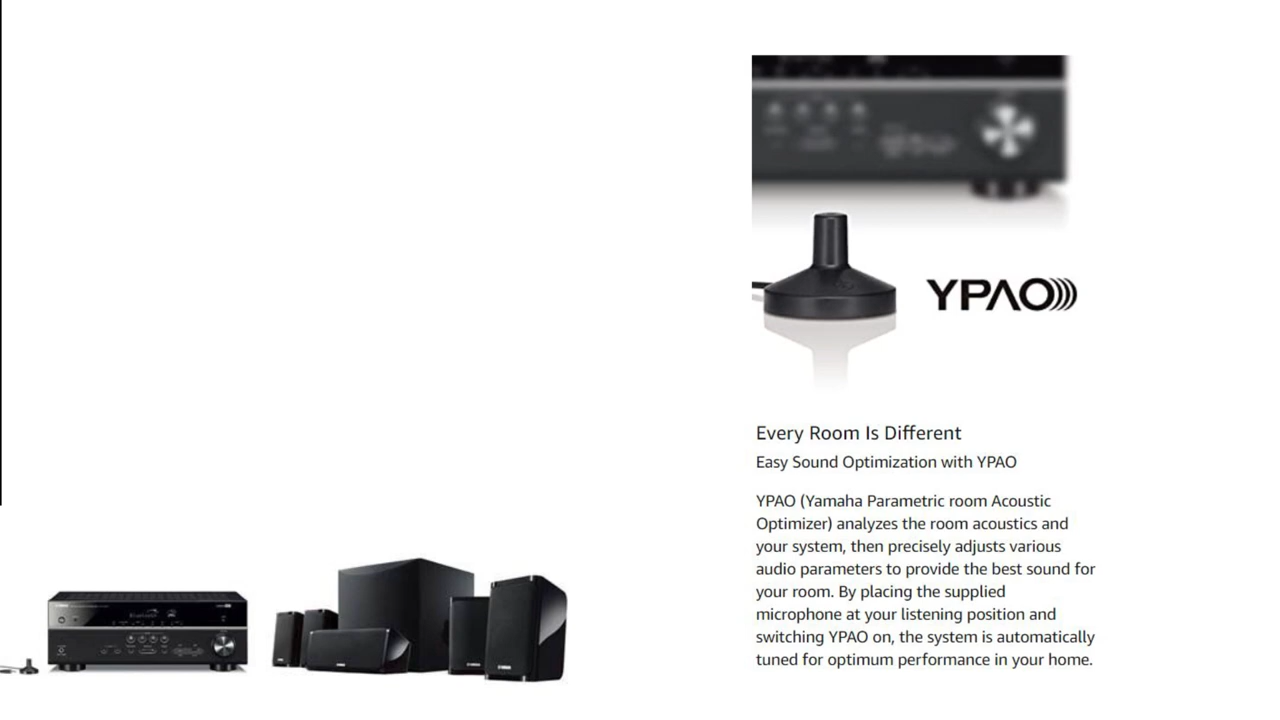 YPAO
Every Room Is Different
Easy Sound Optimization with YPAO
YPAO (Yamaha Parametric room Acoustic
Optimizer) analyzes the room acoustics and
your system, then precisely adjusts various
audio parameters to provide the best sound for
your room. By placing the supplied
microphone at your listening position and
switching YPAO on, the system is automatically
tuned for optimum performance in your home.